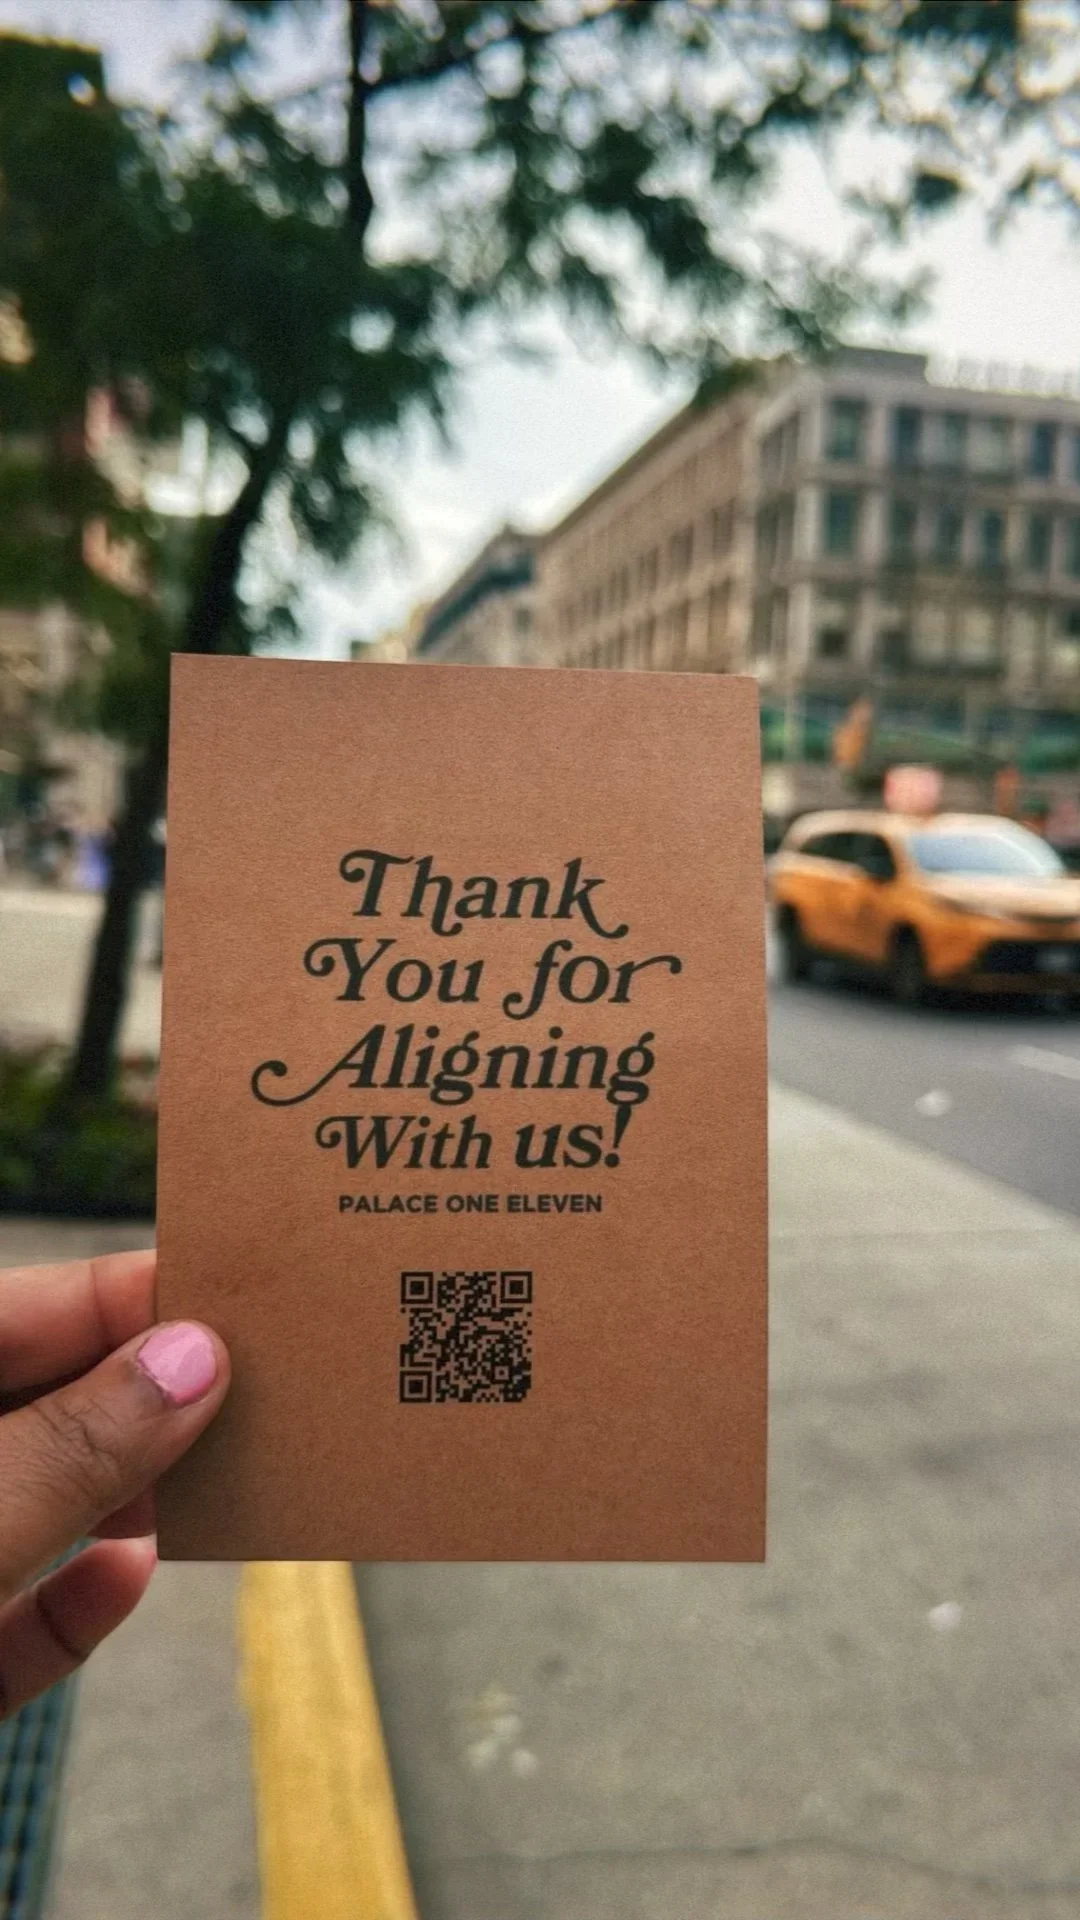 Thank
You for
Aligning
With us!
PALACE ONE ELEVEN